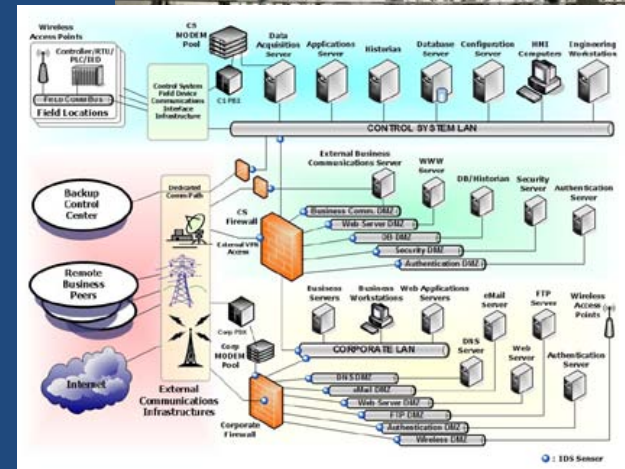 Wireless
Access Points
Controller/RTU/
PLC/IED
Field Comm Bus
Field Locations
CS
MODEM
Pool
CS PBX
Control System
Field Device
Communications
Interface
Infrastructure
Data
Acquisition
Server
Applications
Server
Historian
Database
Server
Configuration
Server
HMI
Computers
Engineering
Workstation
CONTROL SYSTEM LAN
Backup
Control
Center
Dedicated
Comm Path
CS
Firewall
External VPN
Access
External Business
Communications Server
WWW
Server
DB/Historian
Security
Server
Authentication
Server
Business Comm. DMZ
Web Server DMZ
DB DMZ
Security DMZ
Authentication DMZ
Remote
Business
Peers
Internet
External
Communications
Infrastructures
Corp PBX
Corp
MODEM
Pool
Corporate
Firewall
Business
Servers
Business
Workstations
Web Applications
Servers
CORPORATE LAN
eMail
server
FTP
Server
Wireless
Access
Points
DNS
Server
Web
Server
Authentication
Server
DNS DMZ
eMail DMZ
Web Server DMZ
FTP DMZ
Authentication DMZ
Wireless DMZ
: IDS Sensor